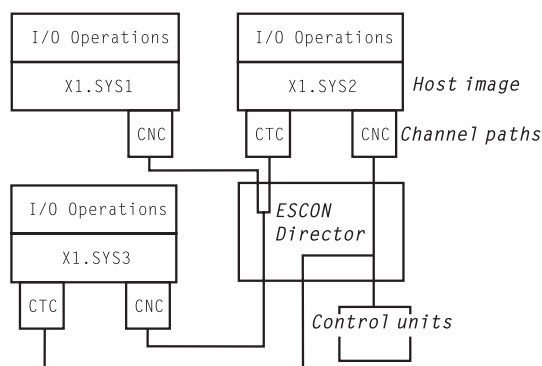 I/O Operations
I/O Operations
X1.SYS1
X1.SYS2
Host image
CNC
CTC
CNC
Channel paths
I/O Operations
ESCON
Director
X1.SYS3
CTC
CNC
Control units